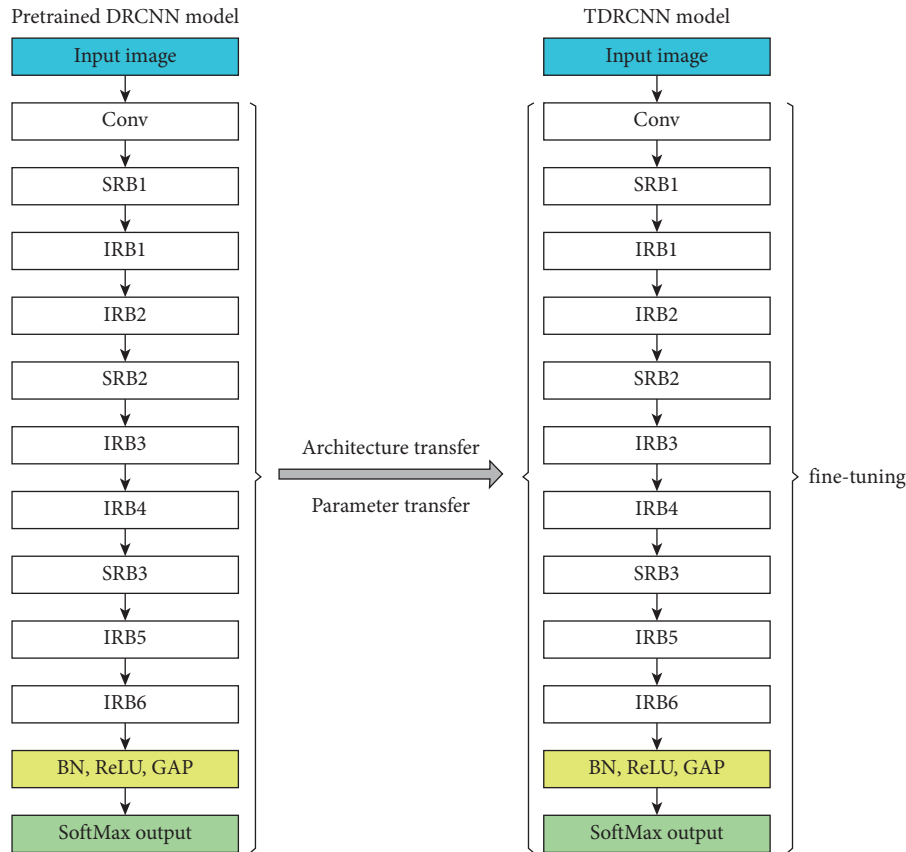 Pretrained DRCNN model
Input image
Conv
SRB1
IRB1
IRB2
SRB2
IRB3
IRB4
SRB3
IRB5
IRB6
BN, ReLU, GAP
SoftMax output
Architecture transfer
Parameter transfer
TDRCNN model
Input image
Conv
SRB1
IRB1
IRB2
SRB2
IRB3
IRB4
SRB3
IRB5
IRB6
BN, ReLU, GAP
SoftMax output
fine-tuning